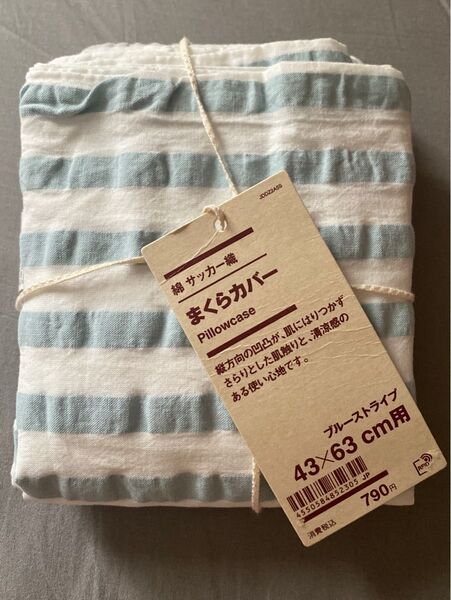 JDDZ3A5S
綿 サッカー織
まくらカバー
Pillowcase
縦方向の凹凸が、肌にはりつかず
さらりとした肌触りと、清涼感の
ある使い心地です。
ブルーストライプ
43×63 cm用
4550584852305 JP
790円
消費税込